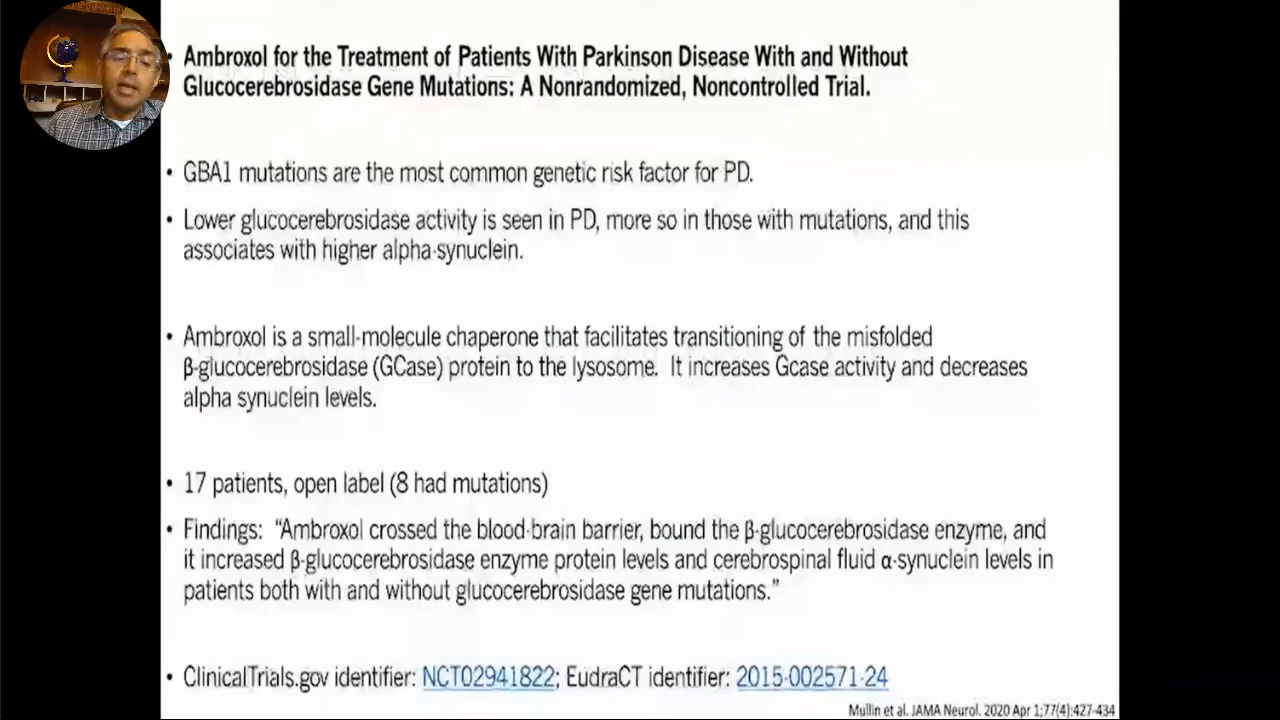 • Ambroxol for the Treatment of Patients With Parkinson Disease With and Without
Glucocerebrosidase Gene Mutations: A Nonrandomized, Noncontrolled Trial.
• GBA1 mutations are the most common genetic risk factor for PD.
• Lower glucocerebrosidase activity is seen in PD, more so in those with mutations, and this
associates with higher alpha-synuclein.
• Ambroxol is a small-molecule chaperone that facilitates transitioning of the misfolded
β-glucocerebrosidase (GCase) protein to the lysosome. It increases Gcase activity and decreases
alpha synuclein levels.
• 17 patients, open label (8 had mutations)
• Findings: “Ambroxol crossed the blood-brain barrier, bound the β-glucocerebrosidase enzyme, and
it increased β-glucocerebrosidase enzyme protein levels and cerebrospinal fluid α-synuclein levels in
patients both with and without glucocerebrosidase gene mutations.”
• ClinicalTrials.gov identifier: NCT02941822; EudraCT identifier: 2015-002571-24
Mullin et al. JAMA Neurol. 2020 Apr 1;77(4):427-434